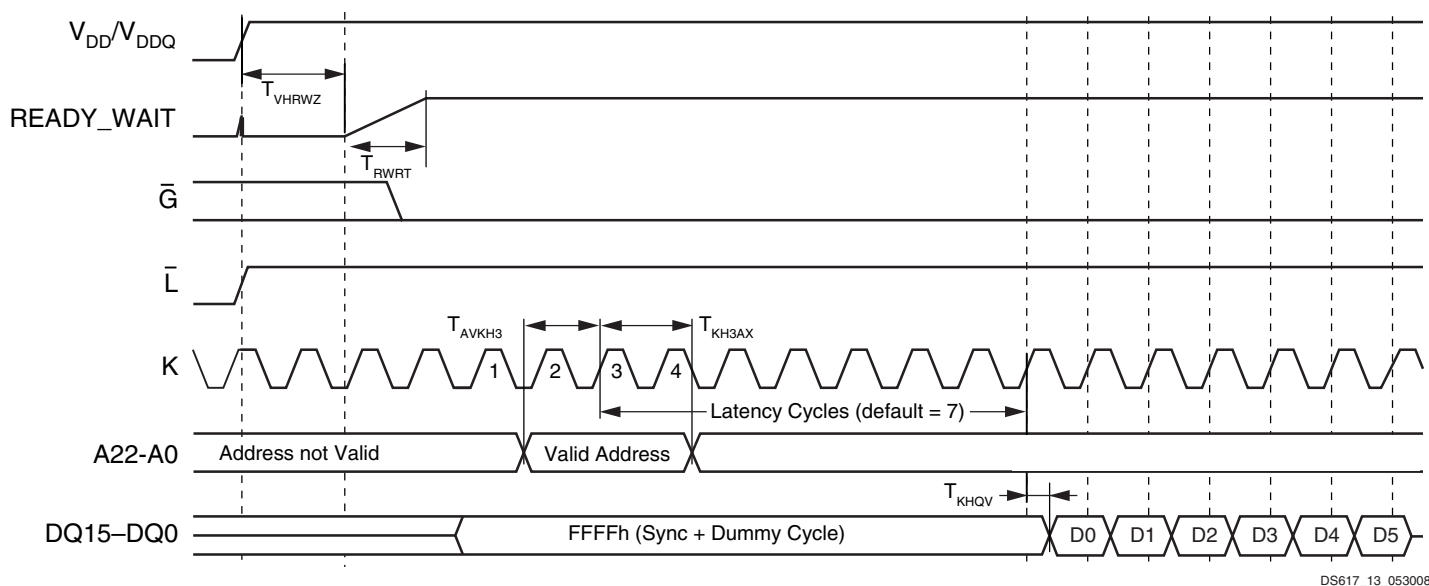 VDD/VDDQ
TVHRWZ
READY_WAIT
TRWRT
G̅
L̅
TAVKH3
TKH3AX
K
1 2 3 4
Latency Cycles (default = 7)
A22-A0
Address not Valid
Valid Address
TKHQV
DQ15–DQ0
FFFFh (Sync + Dummy Cycle)
D0 D1 D2 D3 D4 D5
DS617_13_053008